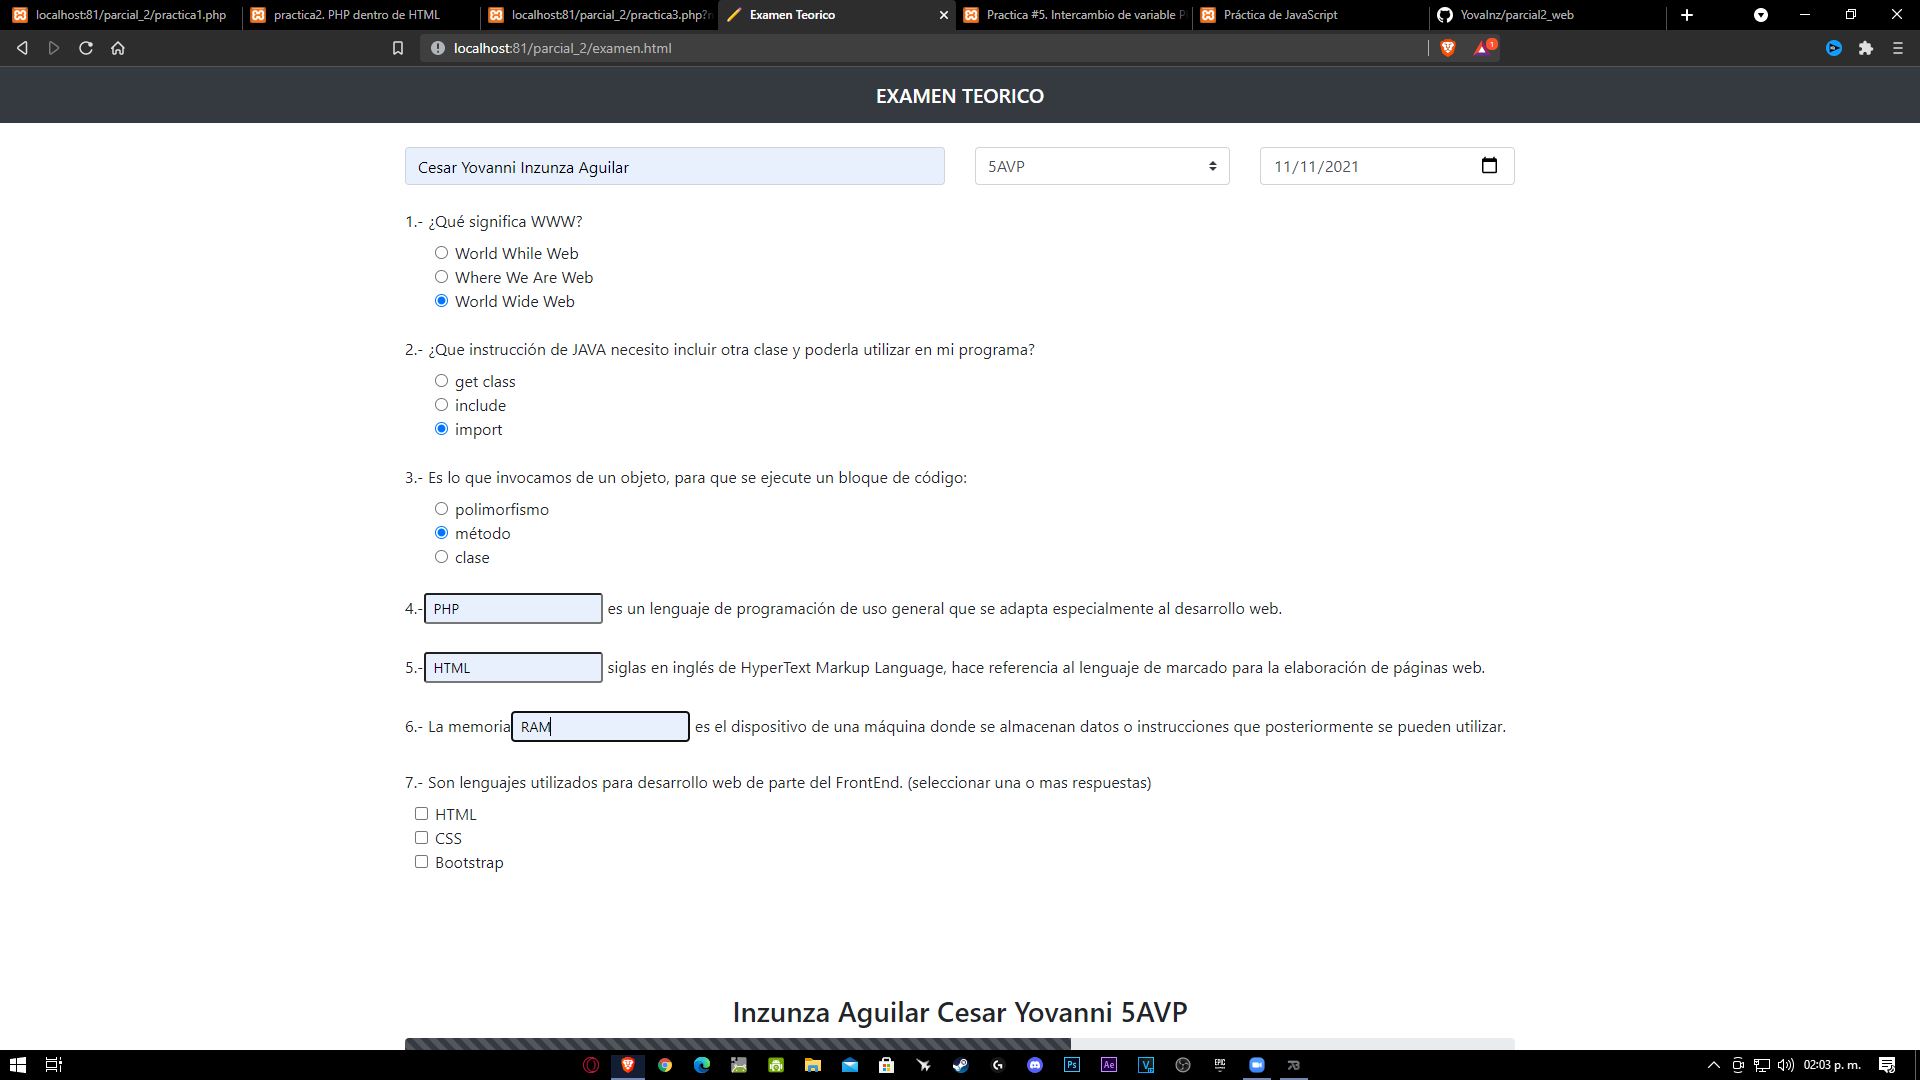 localhost:81/parcial_2/practica1.php
practica2. PHP dentro de HTML
localhost:81/parcial_2/practica3.php?
Examen Teorico
Practica #5. Intercambio de variable P
Práctica de JavaScript
YovaInz/parcial2_web
localhost:81/parcial_2/examen.html
1
EXAMEN TEORICO
Cesar Yovanni Inzunza Aguilar
5AVP
11/11/2021
1.- ¿Qué significa WWW?
World While Web
Where We Are Web
World Wide Web
2.- ¿Que instrucción de JAVA necesito incluir otra clase y poderla utilizar en mi programa?
get class
include
import
3.- Es lo que invocamos de un objeto, para que se ejecute un bloque de código:
polimorfismo
método
clase
4.- PHP es un lenguaje de programación de uso general que se adapta especialmente al desarrollo web.
5.- HTML siglas en inglés de HyperText Markup Language, hace referencia al lenguaje de marcado para la elaboración de páginas web.
6.- La memoria RAM es el dispositivo de una máquina donde se almacenan datos o instrucciones que posteriormente se pueden utilizar.
7.- Son lenguajes utilizados para desarrollo web de parte del FrontEnd. (seleccionar una o mas respuestas)
HTML
CSS
Bootstrap
Inzunza Aguilar Cesar Yovanni 5AVP
Ps
Ae
EPIC
02:03 p. m.